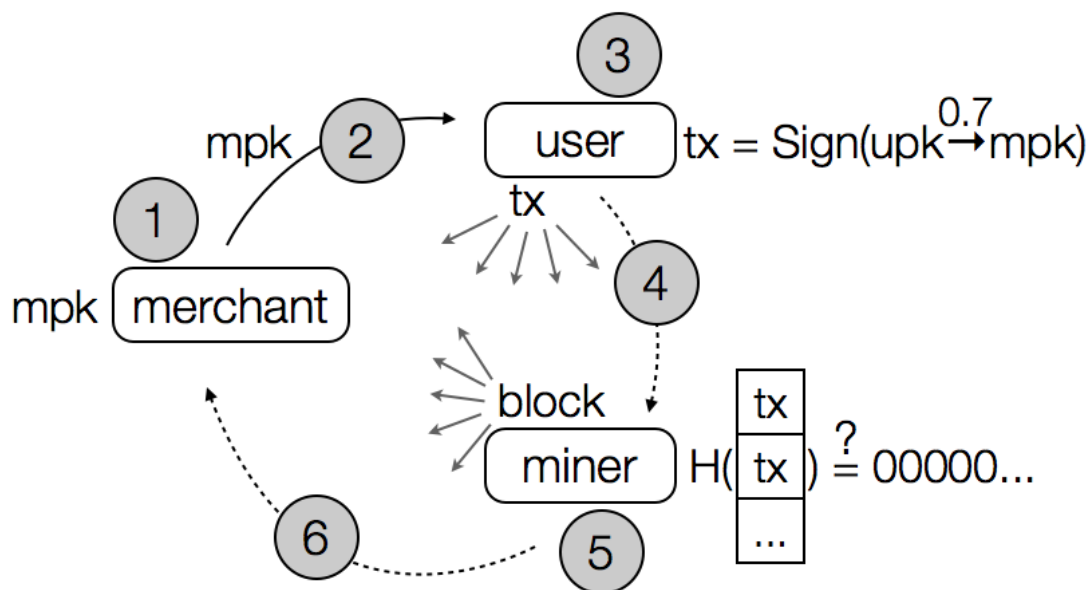 3
mpk 2 user tx = Sign(upk 0.7→ mpk)
1 tx
mpk merchant 4
block tx
miner H( tx ) ?= 00000...
...
6 5